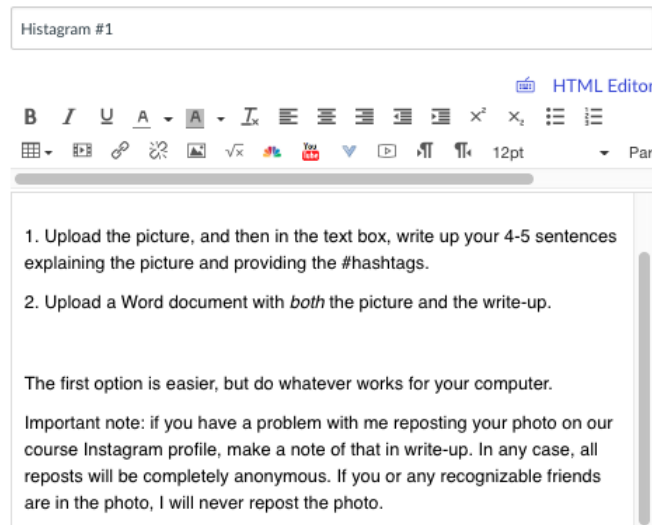 Histagram #1
HTML Editor
B I U A A Tx x² x₂
√x You Tube 12pt Par
1. Upload the picture, and then in the text box, write up your 4-5 sentences
explaining the picture and providing the #hashtags.
2. Upload a Word document with both the picture and the write-up.
The first option is easier, but do whatever works for your computer.
Important note: if you have a problem with me reposting your photo on our
course Instagram profile, make a note of that in write-up. In any case, all
reposts will be completely anonymous. If you or any recognizable friends
are in the photo, I will never repost the photo.